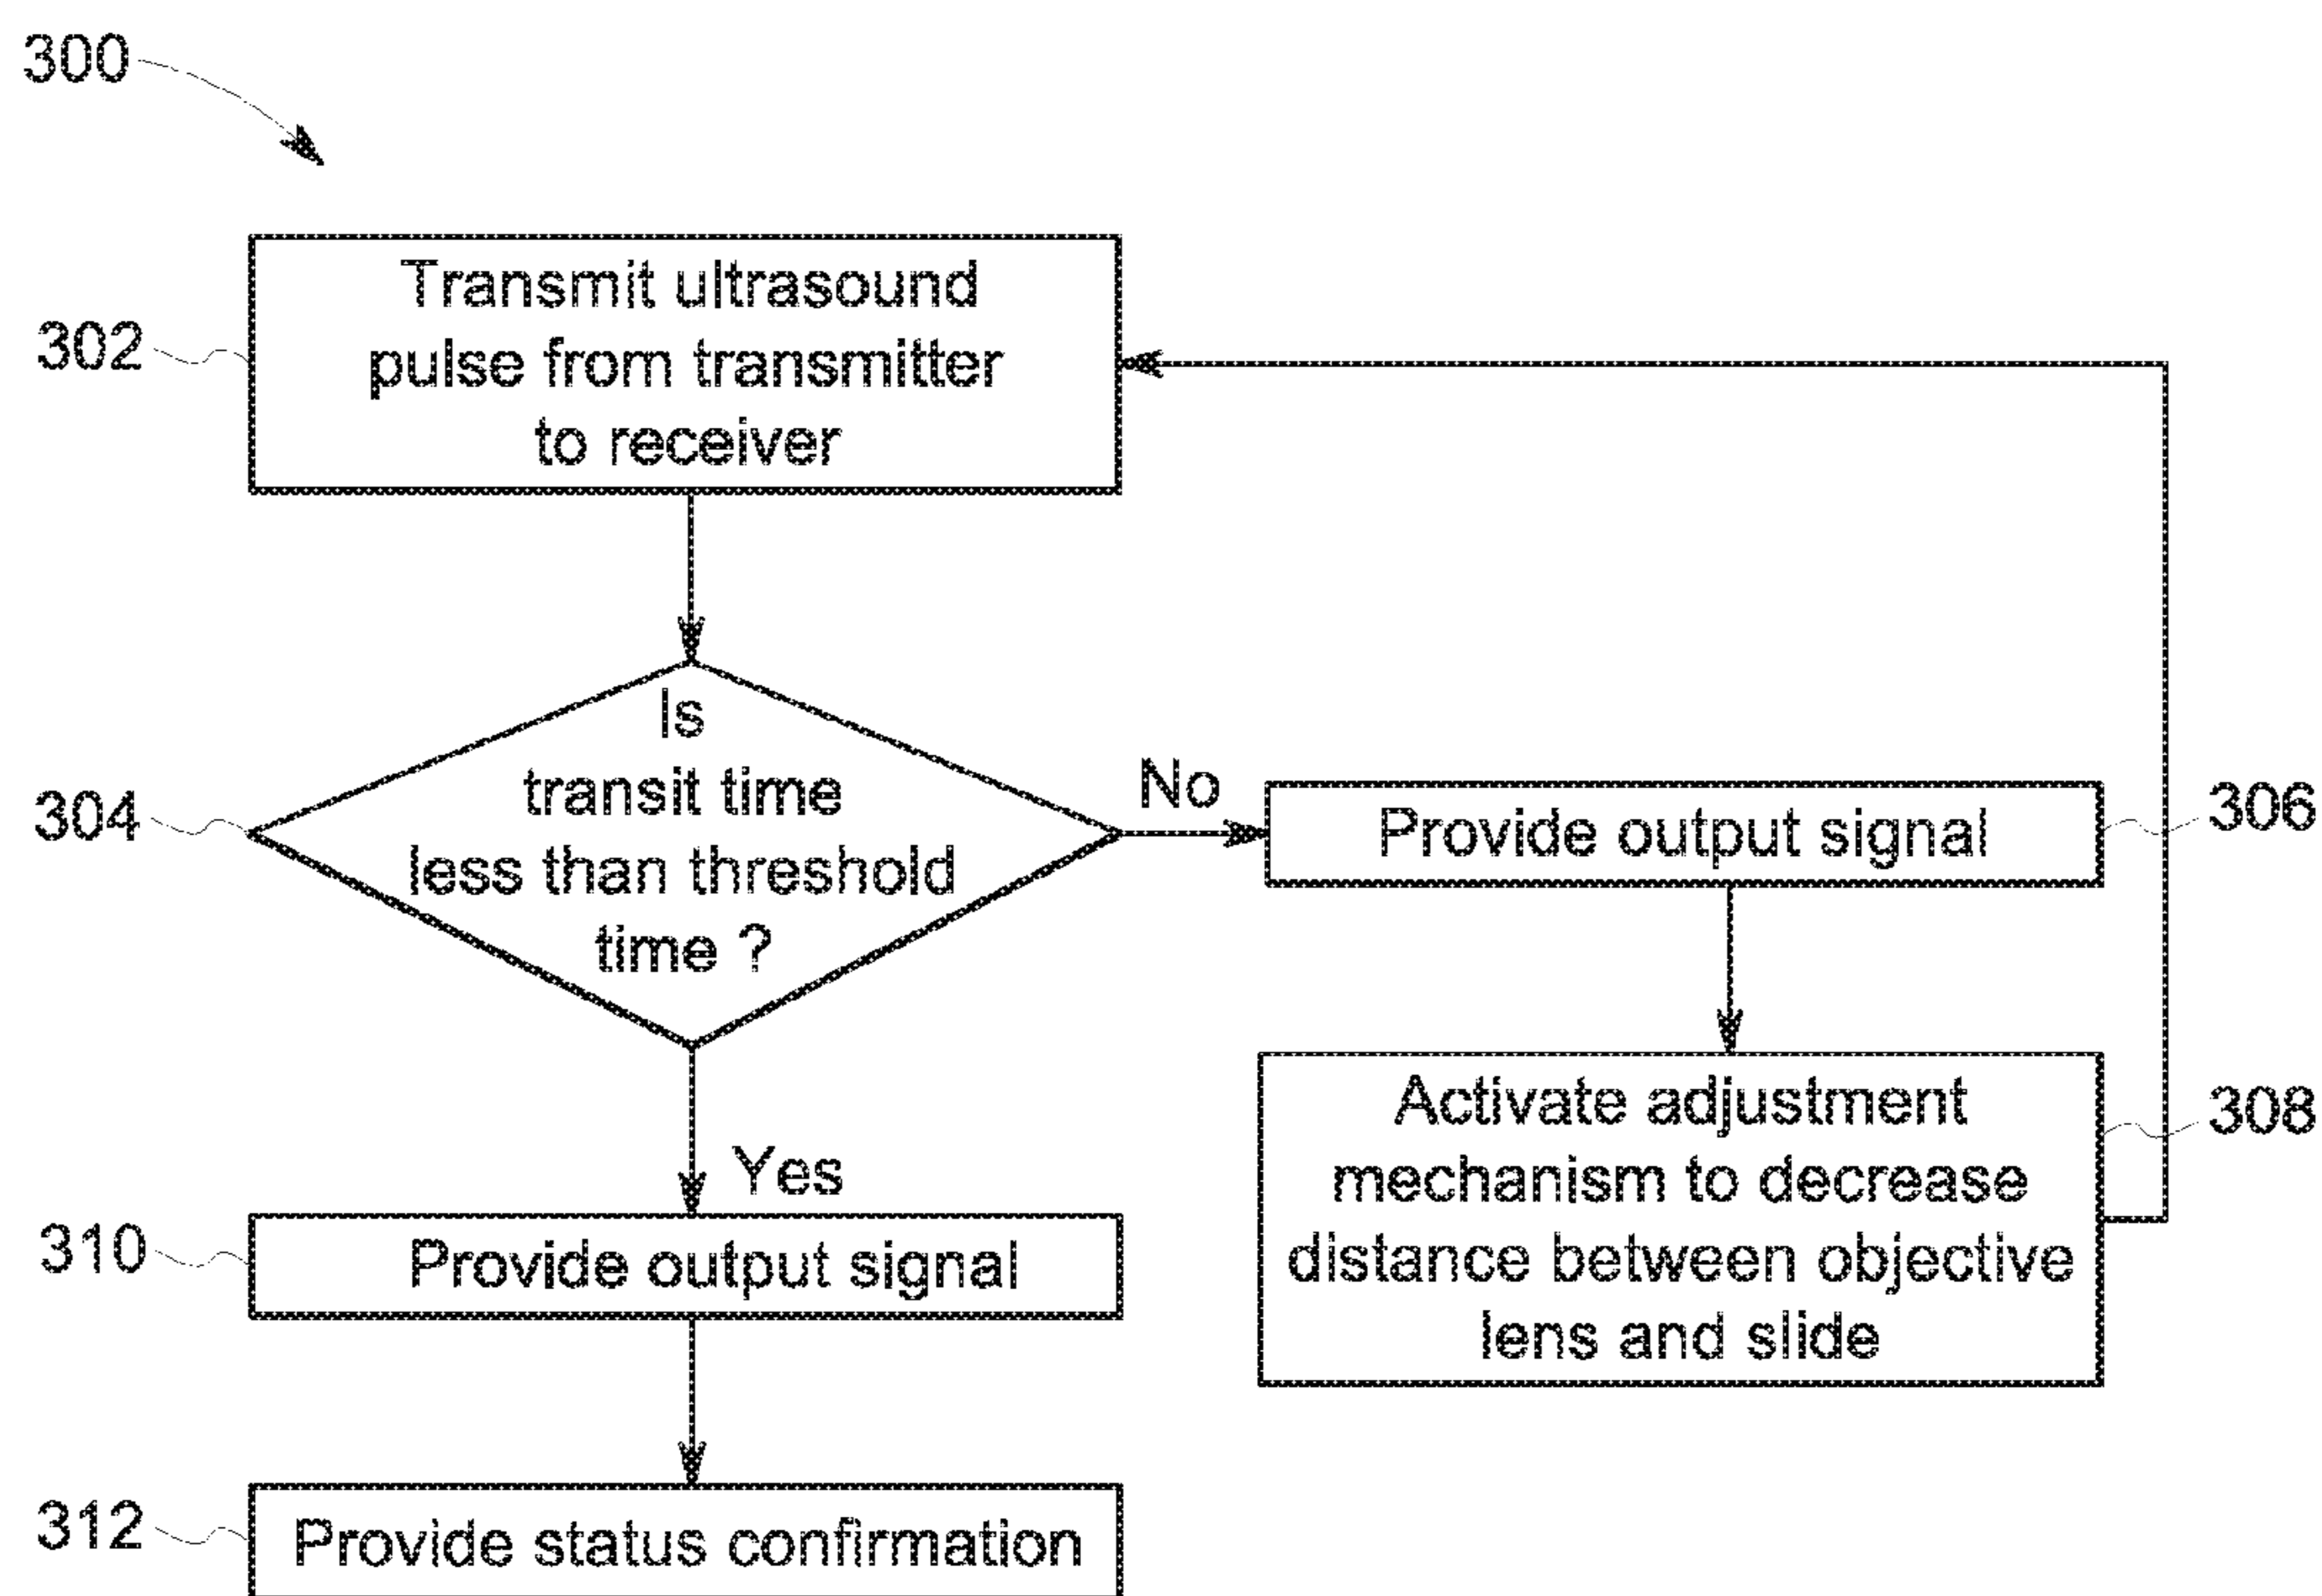 300
302
Transmit ultrasound
pulse from transmitter
to receiver
304
Is
transit time
less than threshold
time ?
No
Provide output signal
306
Activate adjustment
mechanism to decrease
distance between objective
lens and slide
308
Yes
310
Provide output signal
312
Provide status confirmation